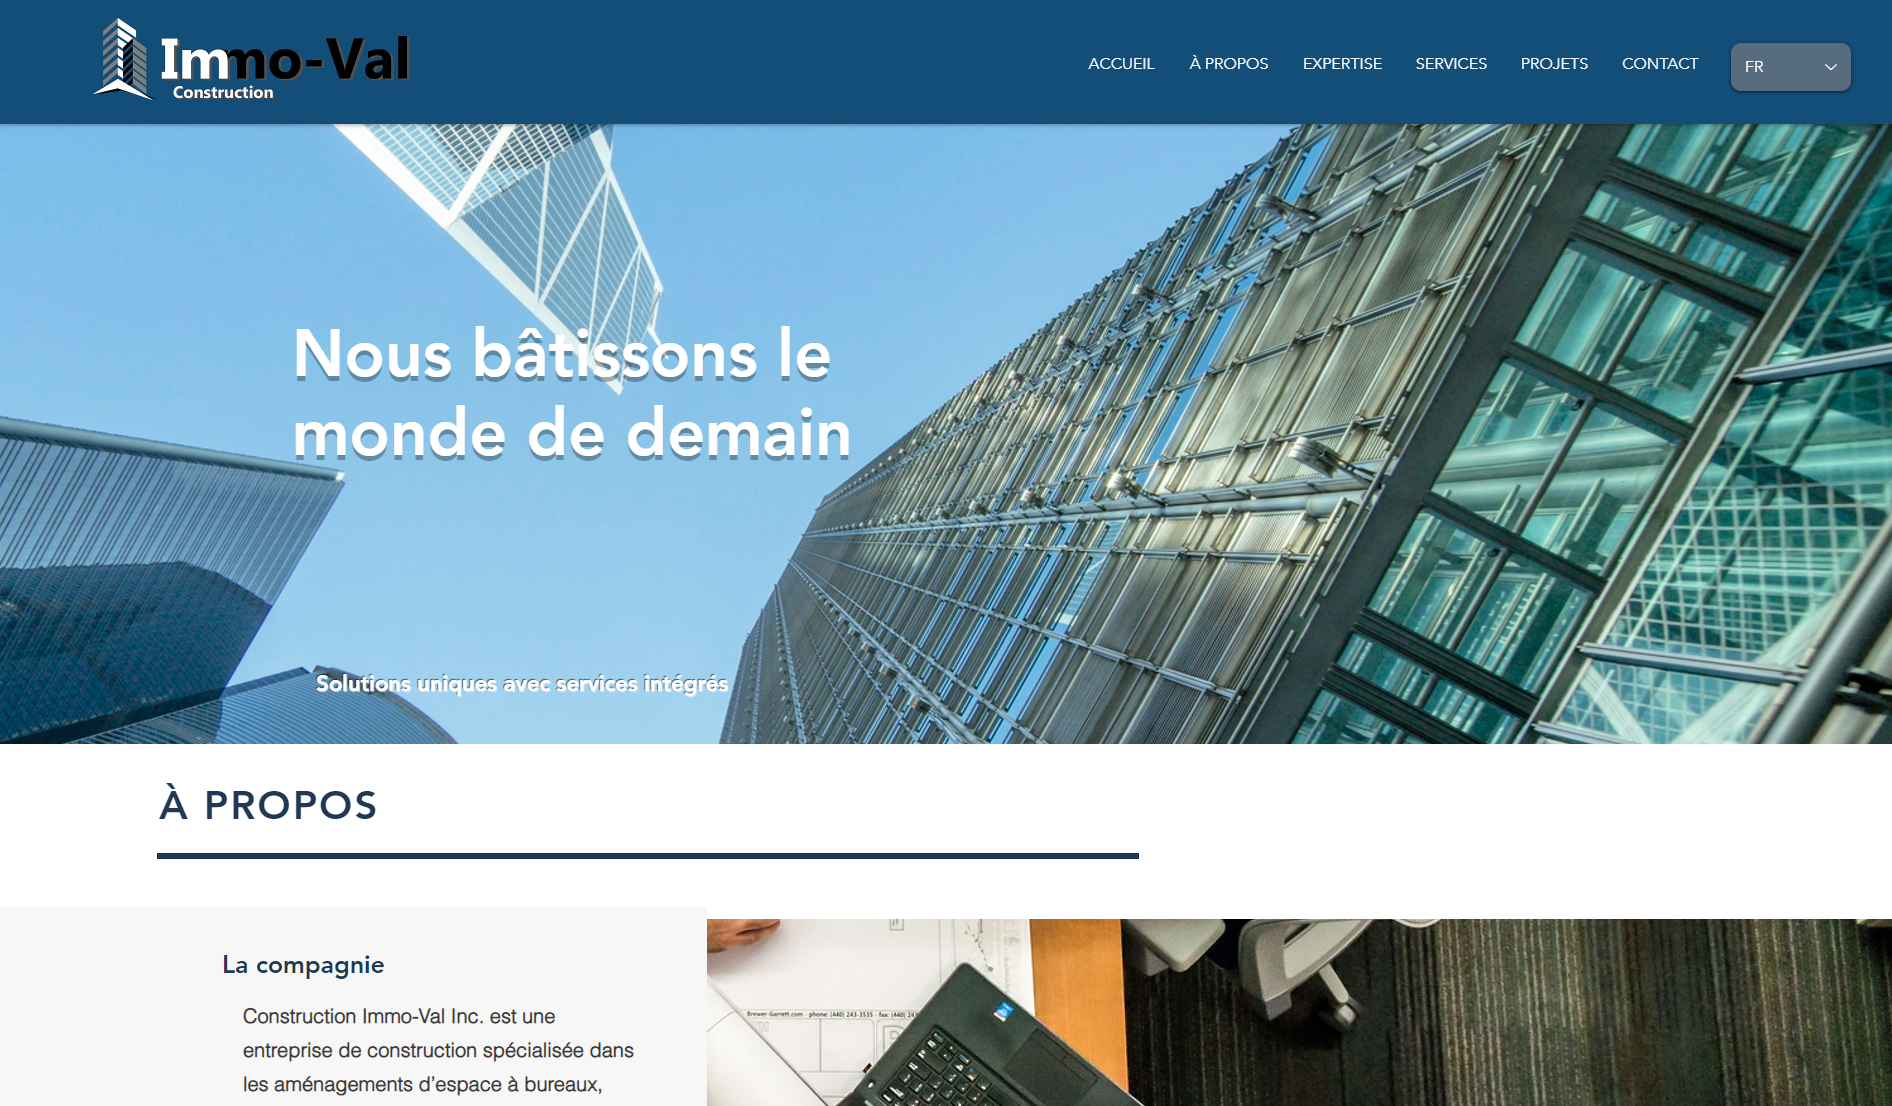 Immo-Val
Construction
ACCUEIL
À PROPOS
EXPERTISE
SERVICES
PROJETS
CONTACT
FR
Nous bâtissons le
monde de demain
Solutions uniques avec services intégrés
À PROPOS
La compagnie
Construction Immo-Val Inc. est une
entreprise de construction spécialisée dans
les aménagements d’espace à bureaux,
Brewer-Garrett.com - phone: (440) 243-3535 - fax: (440) 243